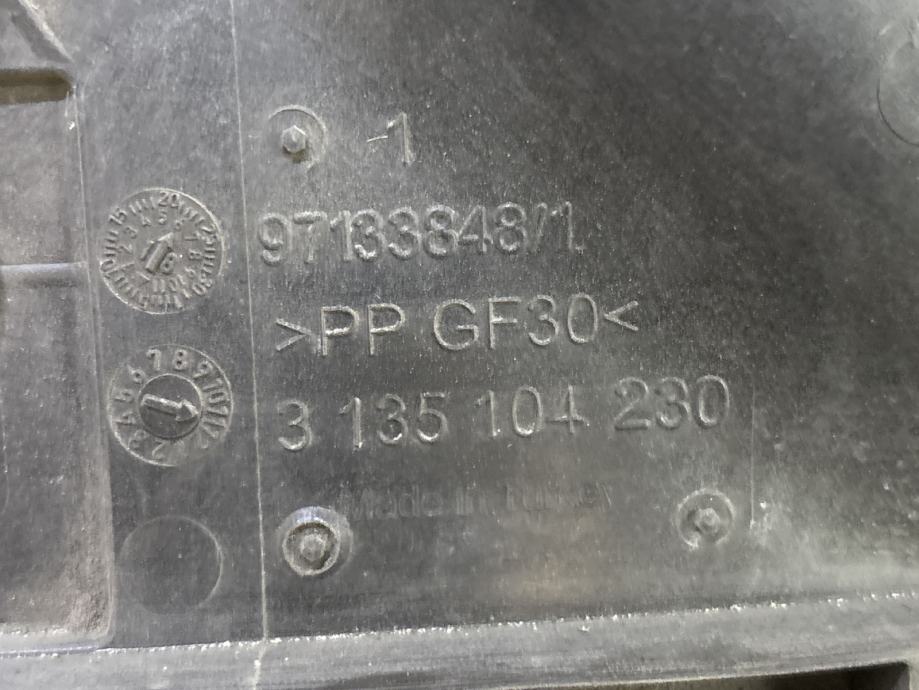 -1
97133848/1
>PP GF30<
3 135 104 230
Made in Turkey